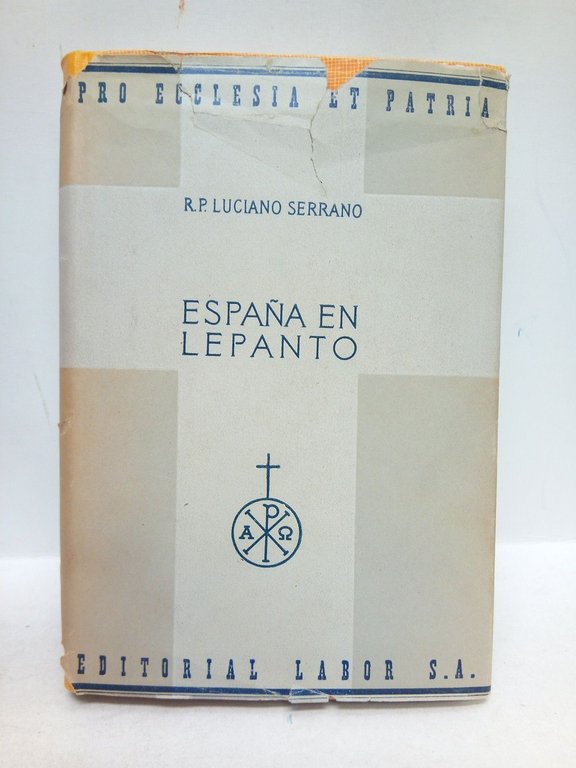 PRO ECCLESIA ET PATRIA
R.P. LUCIANO SERRANO
ESPAÑA EN
LEPANTO
P
Α Ω
EDITORIAL LABOR S.A.